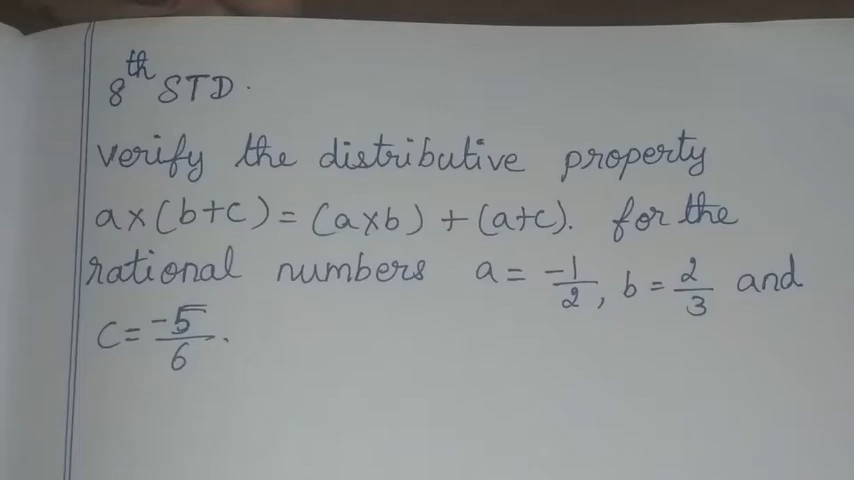 8th STD.
verify the distributive property
a×(b+c) = (a×b) + (a+c). for the
rational numbers a = -1/2, b = 2/3 and
c = -5/6.